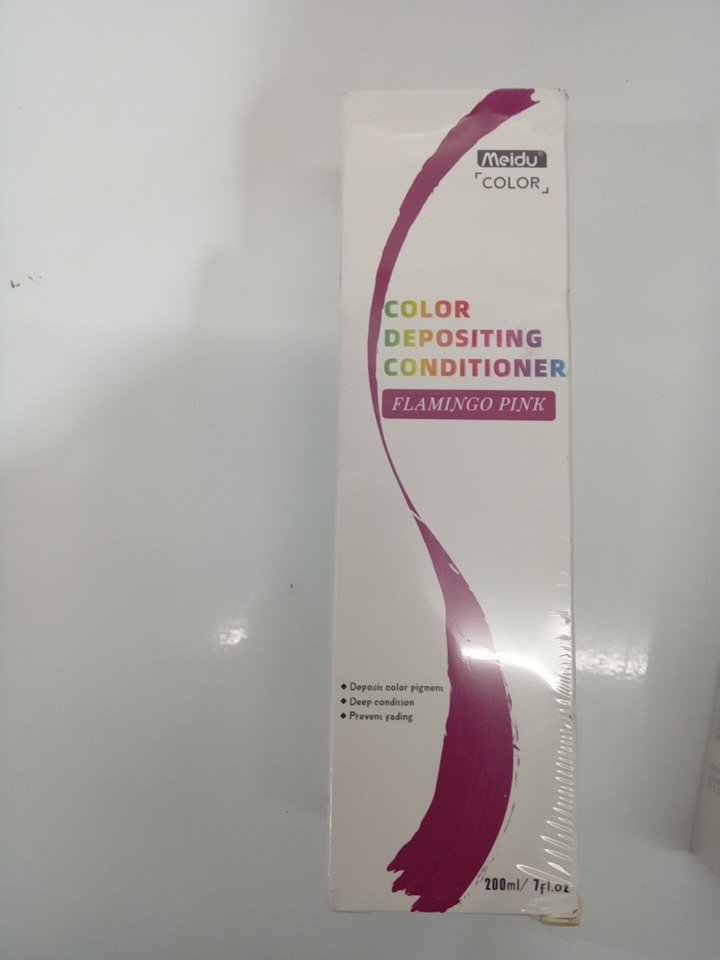 Meidu®
COLOR
COLOR
DEPOSITING
CONDITIONER
FLAMINGO PINK
◆ Deposit color pigment
◆ Deep condition
◆ Prevent fading
200ml/ 7fl.oz